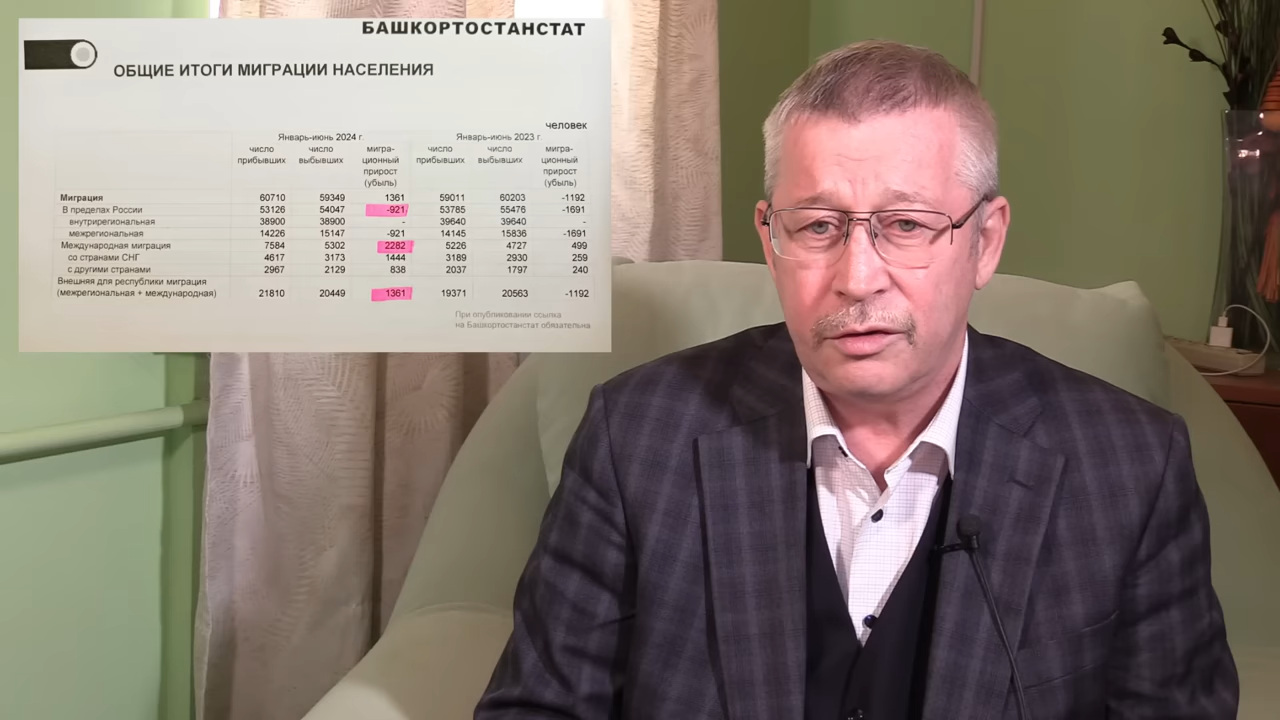 БАШКОРТОСТАНСТАТ
ОБЩИЕ ИТОГИ МИГРАЦИИ НАСЕЛЕНИЯ
человек
Январь-июнь 2024 г. Январь-июнь 2023 г.
число прибывших число выбывших мигра-ционный прирост (убыль) число прибывших число выбывших мигра-ционный прирост (убыль)
Миграция 60710 59349 1361 59011 60203 -1192
В пределах России 53126 54047 -921 53785 55476 -1691
внутрирегиональная 38900 38900 - 39640 39640 -
межрегиональная 14226 15147 -921 14145 15836 -1691
Международная миграция 7584 5302 2282 5226 4727 499
со странами СНГ 4617 3173 1444 3189 2930 259
с другими странами 2967 2129 838 2037 1797 240
Внешняя для республики миграция
(межрегиональная + международная) 21810 20449 1361 19371 20563 -1192
При опубликовании ссылка
на Башкортостанстат обязательна